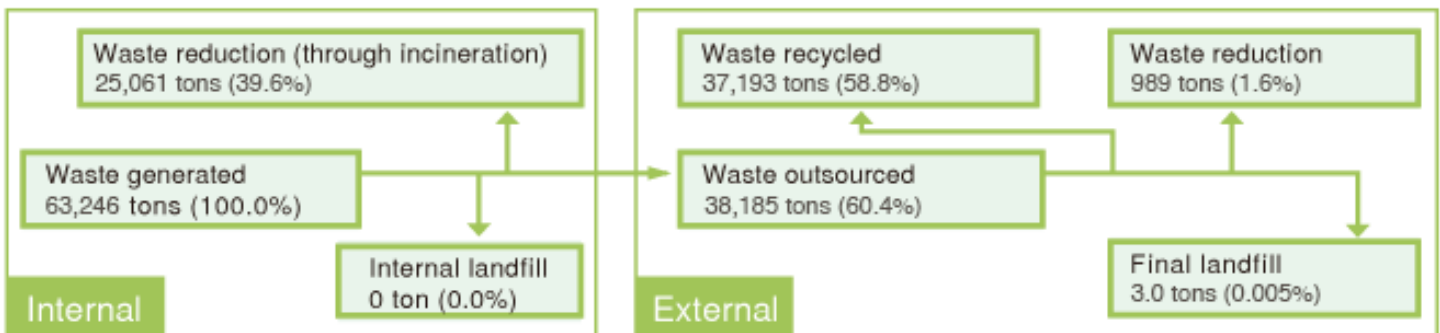 Waste reduction (through incineration)
25,061 tons (39.6%)
Waste generated
63,246 tons (100.0%)
Internal landfill
0 ton (0.0%)
Internal
Waste recycled
37,193 tons (58.8%)
Waste reduction
989 tons (1.6%)
Waste outsourced
38,185 tons (60.4%)
Final landfill
3.0 tons (0.005%)
External